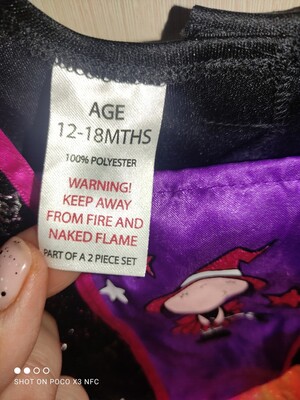 AGE
12-18MTHS
100% POLYESTER
WARNING!
KEEP AWAY
FROM FIRE AND
NAKED FLAME
PART OF A 2 PIECE SET
SHOT ON POCO X3 NFC